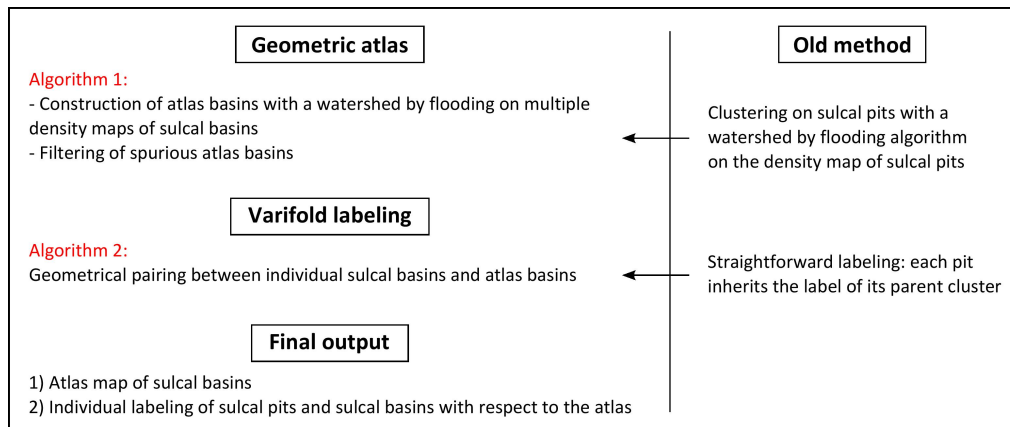 Geometric atlas
Algorithm 1:
- Construction of atlas basins with a watershed by flooding on multiple
density maps of sulcal basins
- Filtering of spurious atlas basins
Varifold labeling
Algorithm 2:
Geometrical pairing between individual sulcal basins and atlas basins
Final output
1) Atlas map of sulcal basins
2) Individual labeling of sulcal pits and sulcal basins with respect to the atlas
Old method
Clustering on sulcal pits with a
watershed by flooding algorithm
on the density map of sulcal pits
Straightforward labeling: each pit
inherits the label of its parent cluster